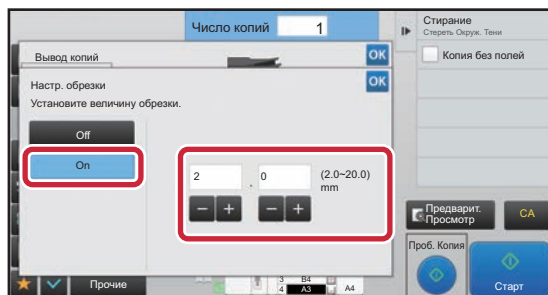 Число копий 1
Стирание
Стереть Окруж. Тени
Вывод копий
OK
Копия без полей
Настр. обрезки
OK
Установите величину обрезки.
Off
On
2 . 0 (2.0~20.0)
mm
Предварит.
Просмотр
CA
Проб. Копия
Старт
Прочие
3 B4
4 A3 A4